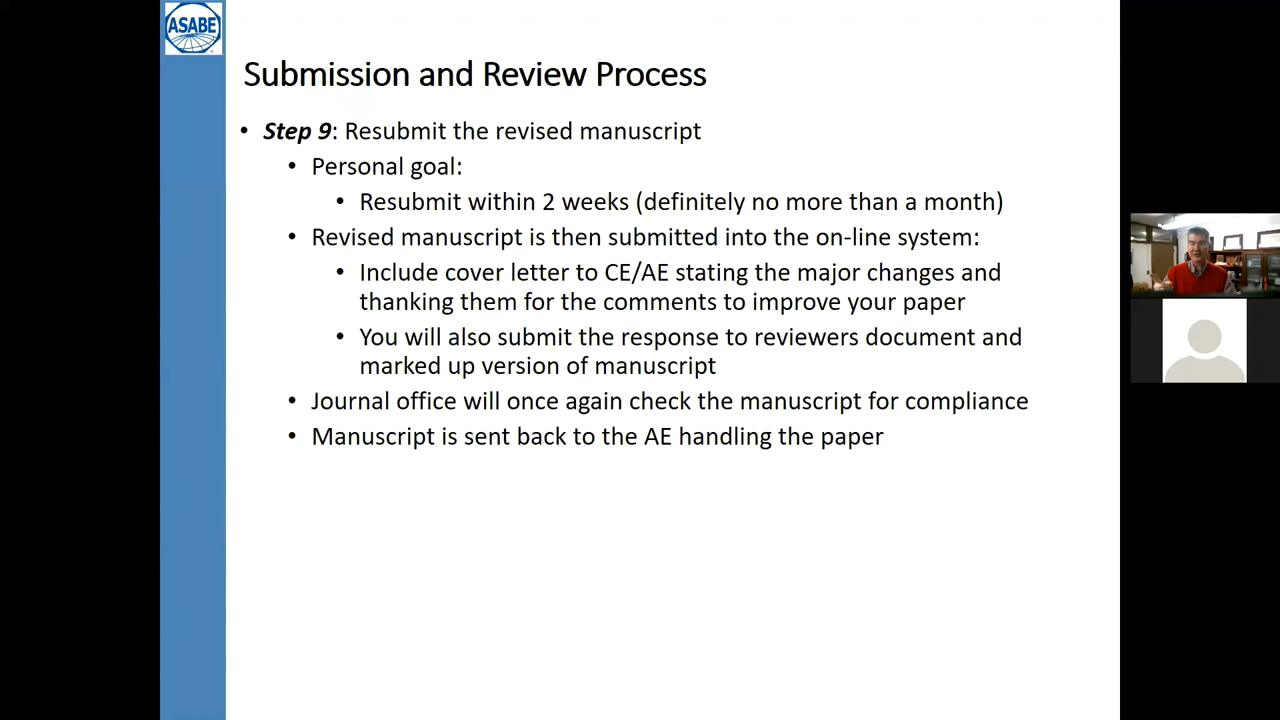 ASABE
Submission and Review Process
• Step 9: Resubmit the revised manuscript
• Personal goal:
• Resubmit within 2 weeks (definitely no more than a month)
• Revised manuscript is then submitted into the on-line system:
• Include cover letter to CE/AE stating the major changes and
thanking them for the comments to improve your paper
• You will also submit the response to reviewers document and
marked up version of manuscript
• Journal office will once again check the manuscript for compliance
• Manuscript is sent back to the AE handling the paper